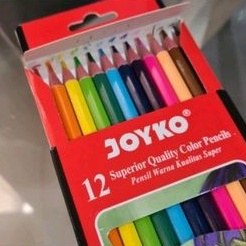 JOYKO®
12 Superior Quality Color Pencils
Pensil Warna Kualitas Super